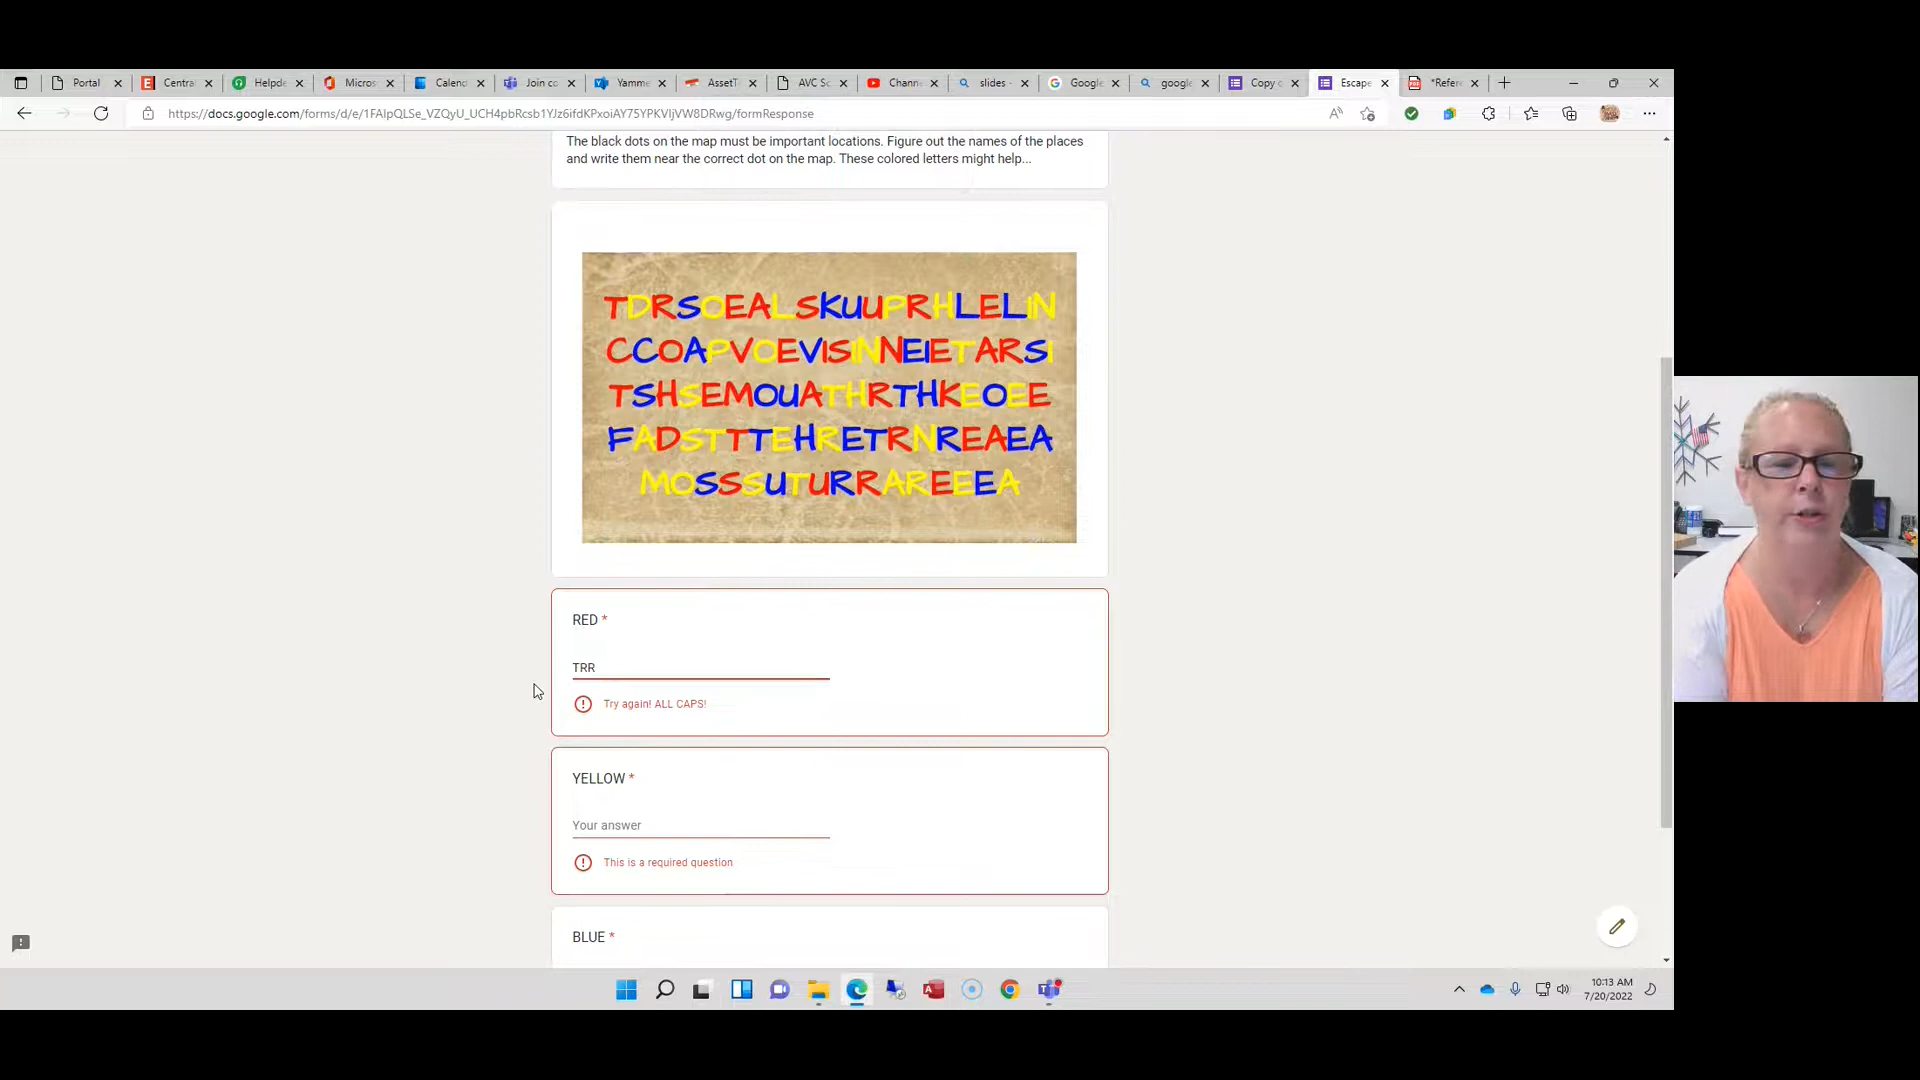 Portal
Centra
Helpde
Micros
Calend
Join co
Yamme
AssetT
AVC Sc
Chann
slides -
Google
google
Copy o
Escape
*Refere
https://docs.google.com/forms/d/e/1FAIpQLSe_VZQyU_UCH4pbRcsb1YJz6ifdKPxoiAY75YPKVIjVW8DRwg/formResponse
The black dots on the map must be important locations. Figure out the names of the places
and write them near the correct dot on the map. These colored letters might help...
TDRSOEALSKUUPRHLELIN
CCOAPVOEVISINNEIETARSI
TSHSEMOUATHRTHKEOEE
FADSTTTEHRETRNREAEA
MOSSSUTURRAREEEA
RED *
TRR
Try again! ALL CAPS!
YELLOW *
Your answer
This is a required question
BLUE *
10:13 AM
7/20/2022